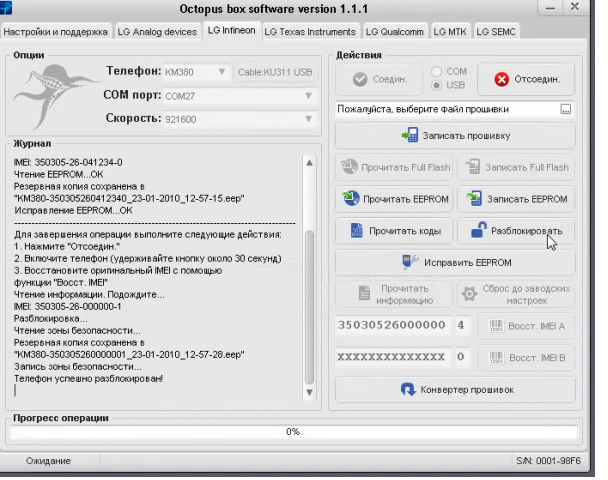 Octopus box software version 1.1.1
Настройки и поддержка LG Analog devices LG Infineon LG Texas Instruments LG Qualcomm LG MTK LG SEMC
Опции
Телефон: KM380 Cable:KU311 USB
COM порт: COM27
Скорость: 921600
Журнал
IMEI: 350305-26-041234-0
Чтение EEPROM...OK
Резервная копия сохранена в
"KM380-350305260412340_23-01-2010_12-57-15.eep"
Исправление EEPROM...OK
Для завершения операции выполните следующие действия:
1. Нажмите "Отсоедин."
2. Включите телефон (удерживайте кнопку около 30 секунд)
3. Восстановите оригинальный IMEI с помощью
функции "Восст. IMEI"
Чтение информации. Подождите...
IMEI: 350305-26-000000-1
Разблокировка...
Чтение зоны безопасности...
Резервная копия сохранена в
"KM380-350305260000001_23-01-2010_12-57-28.eep"
Запись зоны безопасности...
Телефон успешно разблокирован!
Действия
Соедин. COM USB Отсоедин.
Пожалуйста, выберите файл прошивки ...
Записать прошивку
Прочитать Full Flash Записать Full Flash
Прочитать EEPROM Записать EEPROM
Прочитать коды Разблокировать
Исправить EEPROM
Прочитать информацию Сброс до заводских настроек
35030526000000 4 Восст. IMEI A
XXXXXXXXXXXXXX 0 Восст. IMEI B
Конвертер прошивок
Прогресс операции
0%
Ожидание S/N: 0001-98F6